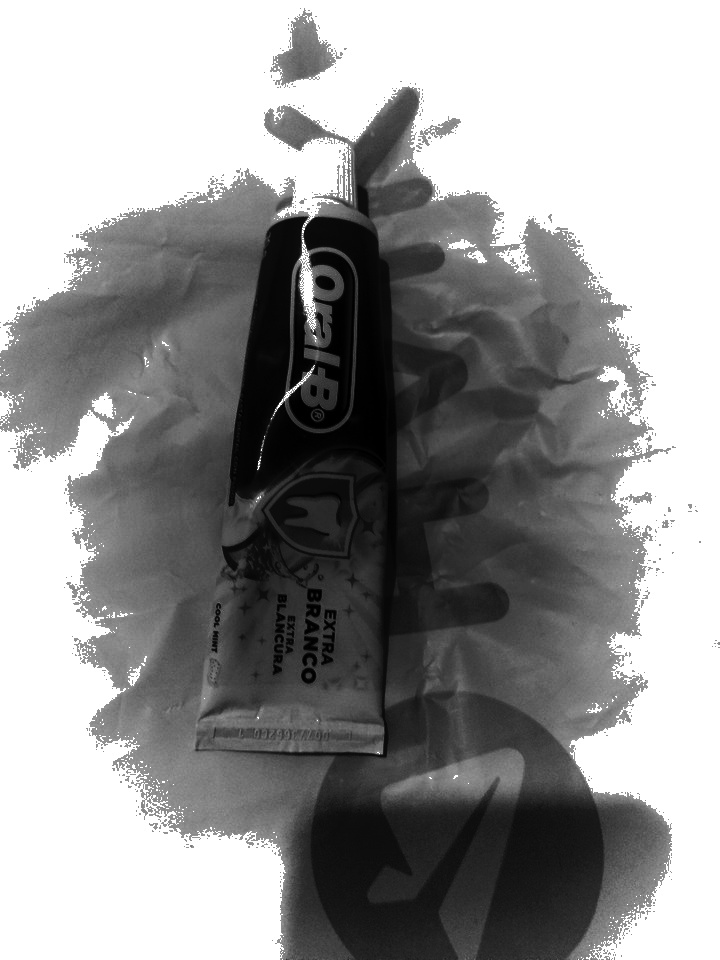 Oral-B®
EXTRA
BRANCO
EXTRA
BLANCURA
COOL MINT